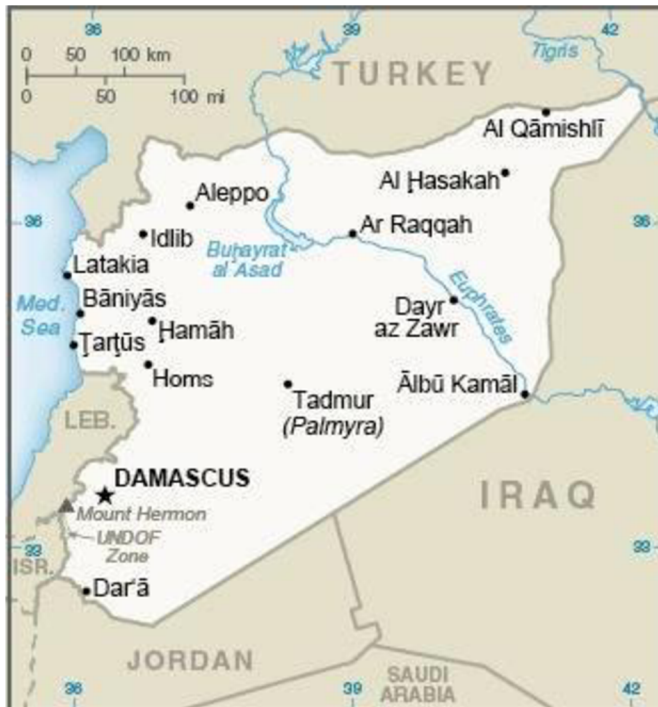 36
39
42
0 50 100 km
0 50 100 mi
Tigris
TURKEY
Al Qāmishlī
Al Ḩasakah
Aleppo
36
36
Idlib
Ar Raqqah
Buḩayrat
al Asad
Latakia
Euphrates
Med.
Sea
Bāniyās
Dayr
az Zawr
Ḩamāh
Ţarţūs
Homs
Ālbū Kamāl
Tadmur
(Palmyra)
LEB.
DAMASCUS
IRAQ
Mount Hermon
UNDOF
Zone
33
33
ISR.
Dar‘ā
JORDAN
SAUDI
ARABIA
36
39
42